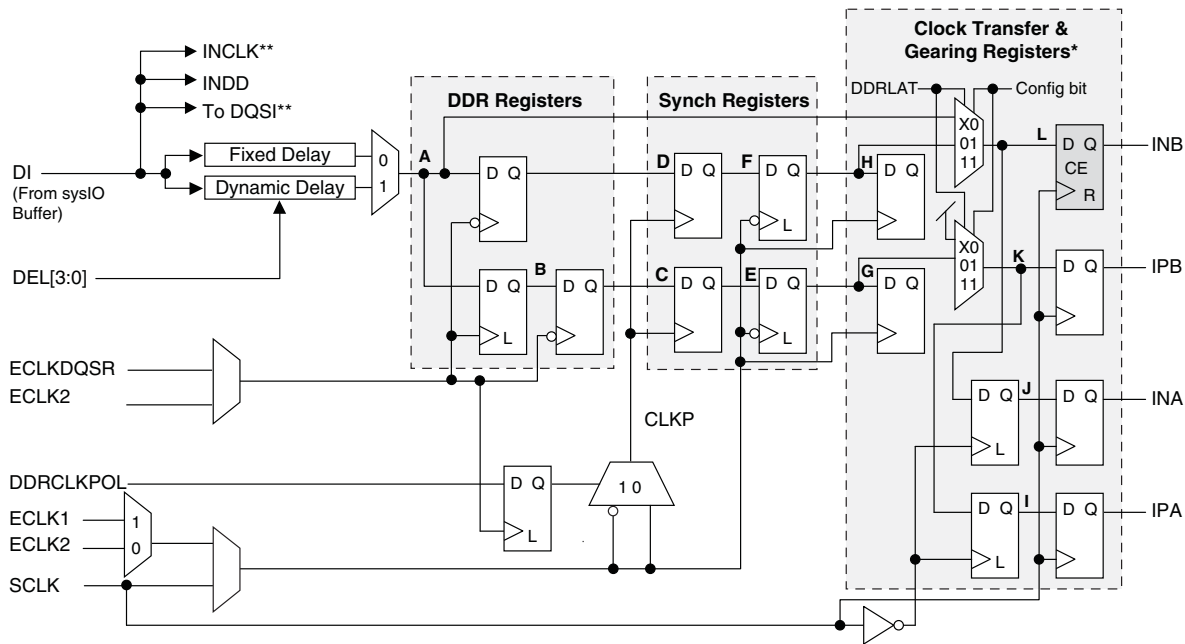 Clock Transfer &
Gearing Registers*
INCLK**
INDD
To DQSI**
DDR Registers
Synch Registers
DDRLAT
Config bit
DI
(From sysIO
Buffer)
Fixed Delay
Dynamic Delay
0
1
A
D Q
D
D Q
F
D Q
L
H
D Q
X0
01
11
L
D Q
CE
R
INB
DEL[3:0]
D Q
L
B
D Q
C
D Q
E
D Q
L
G
D Q
X0
01
11
K
D Q
IPB
ECLKDQSR
ECLK2
CLKP
D Q
L
J
D Q
INA
DDRCLKPOL
D Q
L
1 0
ECLK1
ECLK2
1
0
SCLK
D Q
L
I
D Q
IPA